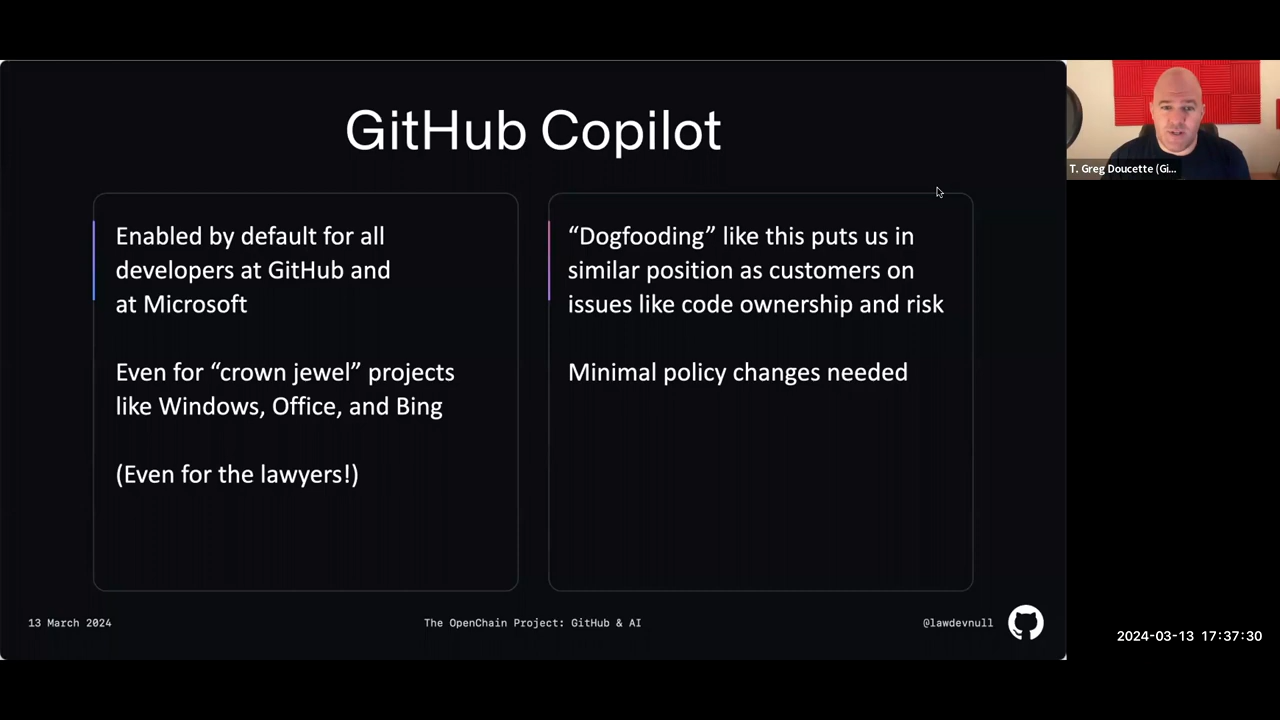 GitHub Copilot
Enabled by default for all
developers at GitHub and
at Microsoft
Even for “crown jewel” projects
like Windows, Office, and Bing
(Even for the lawyers!)
“Dogfooding” like this puts us in
similar position as customers on
issues like code ownership and risk
Minimal policy changes needed
T. Greg Doucette (Gi...
13 March 2024
The OpenChain Project: GitHub & AI
@lawdevnull
2024-03-13 17:37:30